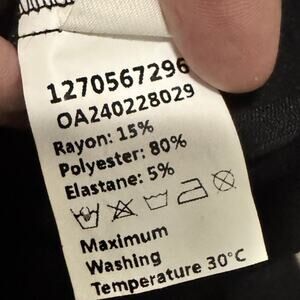 1270567296
OA240228029
Rayon: 15%
Polyester: 80%
Elastane: 5%
Maximum
Washing
Temperature 30°C